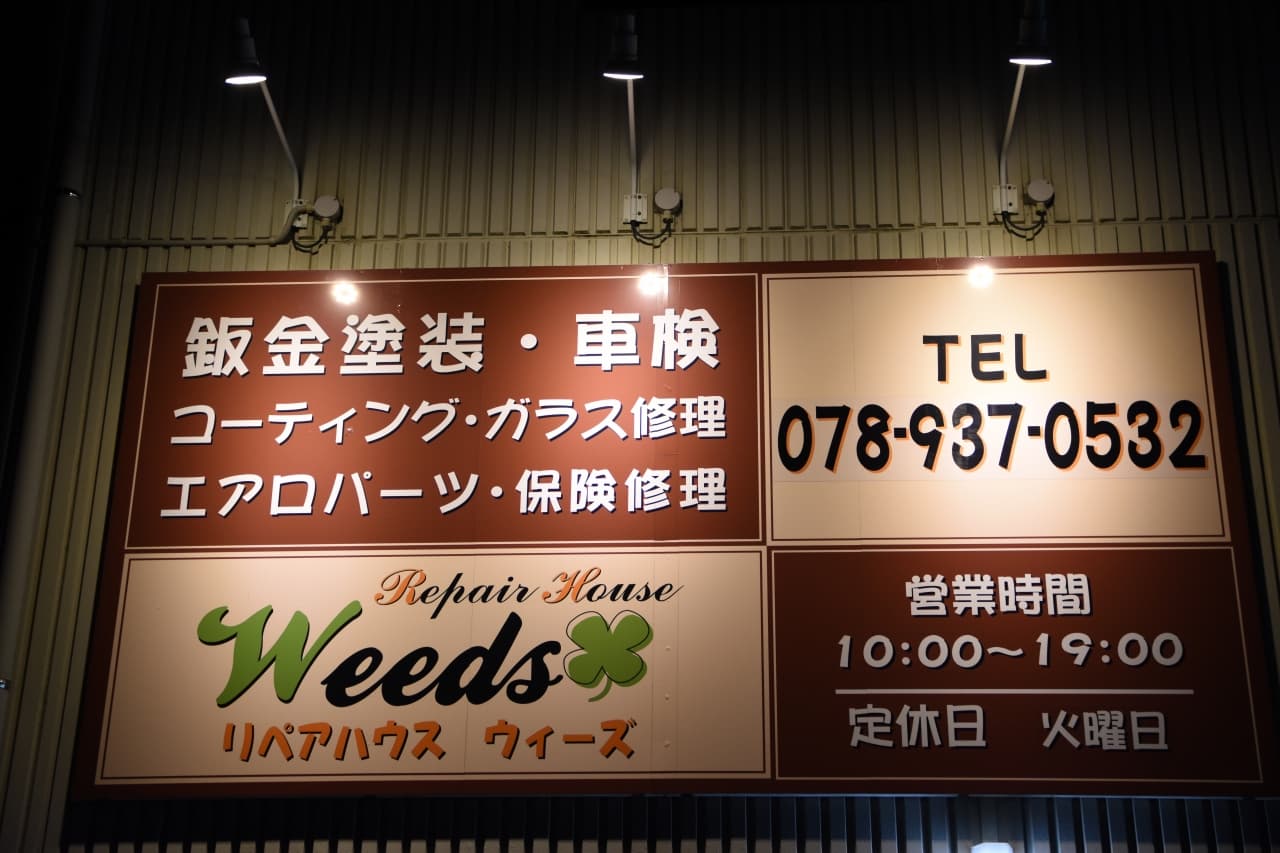 鈑金塗装・車検
コーティング・ガラス修理
エアロパーツ・保険修理
TEL
078-937-0532
Repair House
Weeds
リペアハウス ウィーズ
営業時間
10:00～19:00
定休日 火曜日